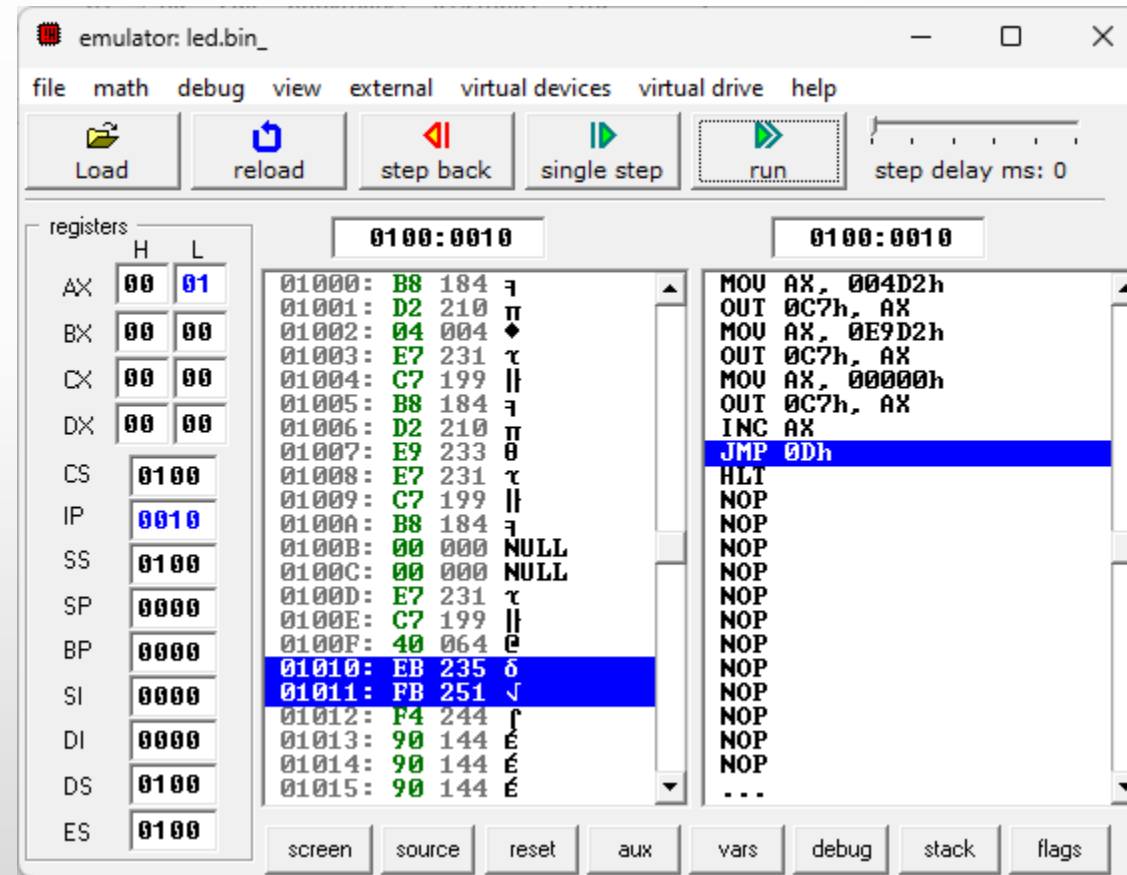 emulator: led.bin_
file math debug view external virtual devices virtual drive help
Load reload step back single step run step delay ms: 0
registers
H L
AX 00 01
BX 00 00
CX 00 00
DX 00 00
CS 0100
IP 0010
SS 0100
SP 0000
BP 0000
SI 0000
DI 0000
DS 0100
ES 0100
0100:0010
01000: B8 184 ╕
01001: D2 210 π
01002: 04 004 ♦
01003: E7 231 τ
01004: C7 199 ╟
01005: B8 184 ╕
01006: D2 210 π
01007: E9 233 θ
01008: E7 231 τ
01009: C7 199 ╟
0100A: B8 184 ╕
0100B: 00 000 NULL
0100C: 00 000 NULL
0100D: E7 231 τ
0100E: C7 199 ╟
0100F: 40 064 @
01010: EB 235 δ
01011: FB 251 √
01012: F4 244 ⌠
01013: 90 144 É
01014: 90 144 É
01015: 90 144 É
0100:0010
MOV AX, 004D2h
OUT 0C7h, AX
MOV AX, 0E9D2h
OUT 0C7h, AX
MOV AX, 00000h
OUT 0C7h, AX
INC AX
JMP 0Dh
HLT
NOP
NOP
NOP
NOP
NOP
NOP
NOP
NOP
NOP
NOP
NOP
NOP
...
screen source reset aux vars debug stack flags